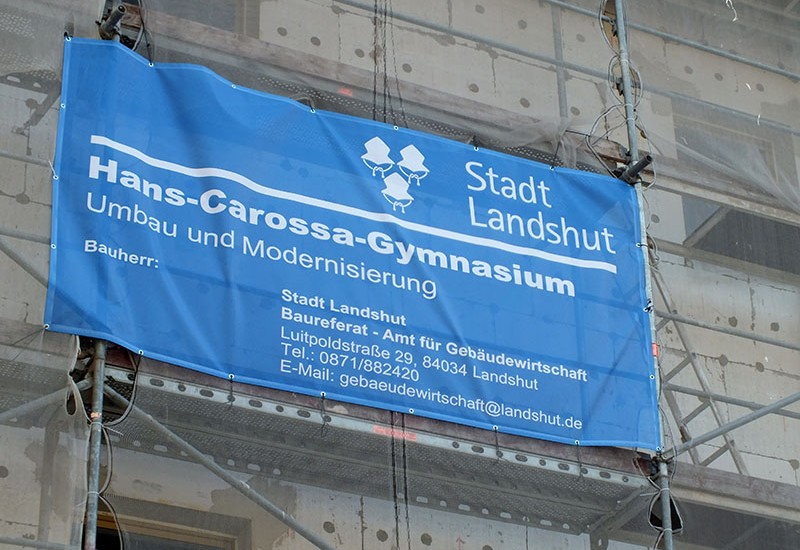 Stadt
Landshut
Hans-Carossa-Gymnasium
Umbau und Modernisierung
Bauherr:
Stadt Landshut
Baureferat - Amt für Gebäudewirtschaft
Luitpoldstraße 29, 84034 Landshut
Tel.: 0871/882420
E-Mail: gebaeudewirtschaft@landshut.de